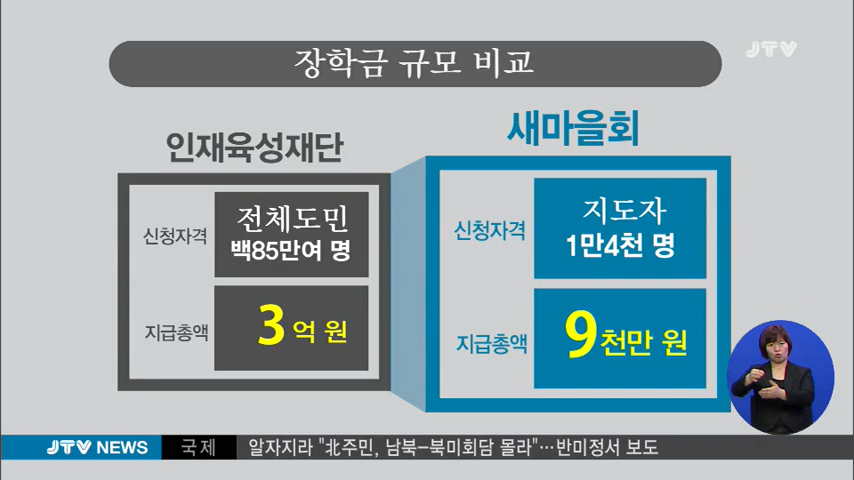 장학금 규모 비교
JTV
인재육성재단
신청자격
전체도민
백85만여 명
지급총액
3억 원
새마을회
신청자격
지도자
1만4천 명
지급총액
9천만 원
JTV NEWS
국제
알자지라 "北주민, 남북-북미회담 몰라"…반미정서 보도